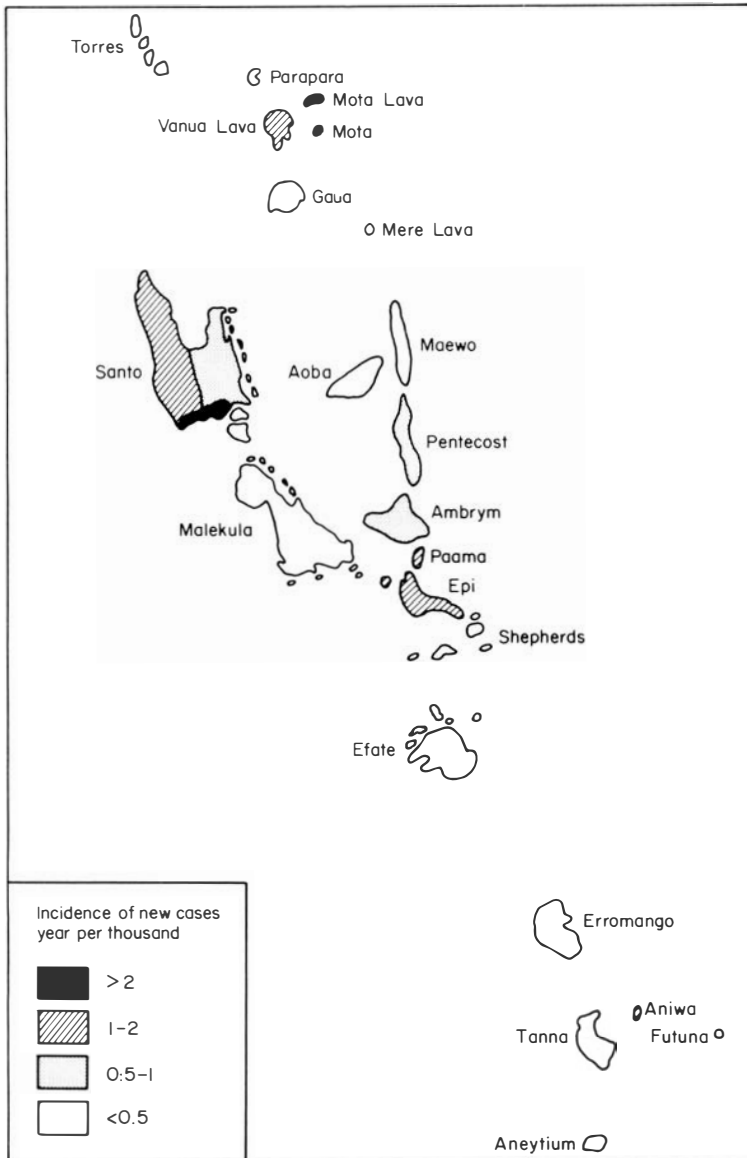 Torres
Parapara
Mota Lava
Vanua Lava
Mota
Gaua
Mere Lava
Maewo
Santo
Aoba
Pentecost
Malekula
Ambrym
Paama
Epi
Shepherds
Efate
Incidence of new cases
year per thousand
>2
1-2
0:5-1
<0.5
Erromango
Aniwa
Tanna
Futuna
Aneytium